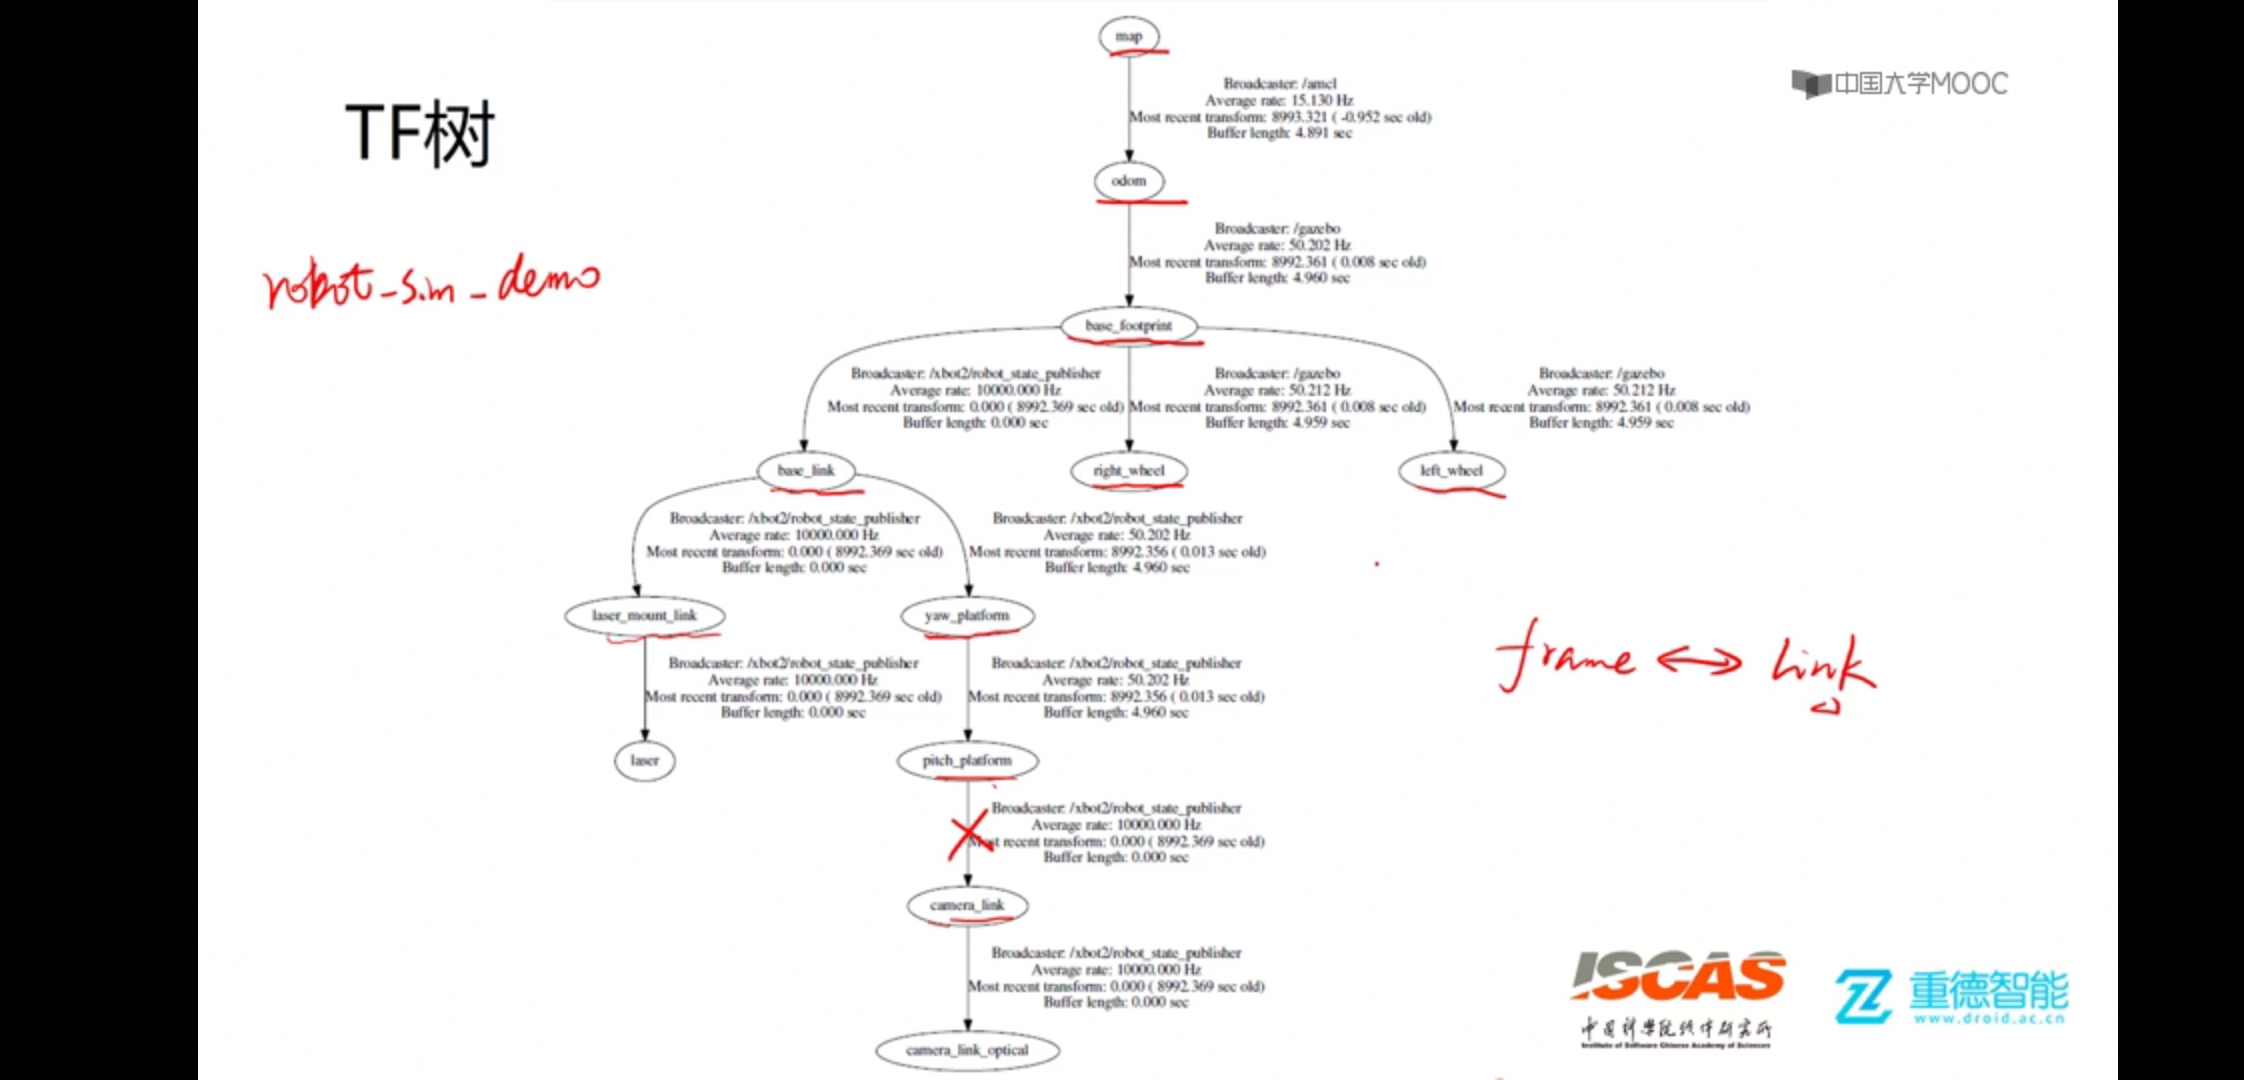 map
中国大学MOOC
TF树
Broadcaster: /amcl
Average rate: 15.130 Hz
Most recent transform: 8993.321 ( -0.952 sec old)
Buffer length: 4.891 sec
odom
robot_sim_demo
Broadcaster: /gazebo
Average rate: 50.202 Hz
Most recent transform: 8992.361 ( 0.008 sec old)
Buffer length: 4.960 sec
base_footprint
Broadcaster: /xbot2/robot_state_publisher
Average rate: 10000.000 Hz
Most recent transform: 0.000 ( 8992.369 sec old)
Buffer length: 0.000 sec
Broadcaster: /gazebo
Average rate: 50.212 Hz
Most recent transform: 8992.361 ( 0.008 sec old)
Buffer length: 4.959 sec
Broadcaster: /gazebo
Average rate: 50.212 Hz
Most recent transform: 8992.361 ( 0.008 sec old)
Buffer length: 4.959 sec
base_link
right_wheel
left_wheel
Broadcaster: /xbot2/robot_state_publisher
Average rate: 10000.000 Hz
Most recent transform: 0.000 ( 8992.369 sec old)
Buffer length: 0.000 sec
Broadcaster: /xbot2/robot_state_publisher
Average rate: 50.202 Hz
Most recent transform: 8992.356 ( 0.013 sec old)
Buffer length: 4.960 sec
laser_mount_link
yaw_platform
frame ↔ link
Broadcaster: /xbot2/robot_state_publisher
Average rate: 10000.000 Hz
Most recent transform: 0.000 ( 8992.369 sec old)
Buffer length: 0.000 sec
Broadcaster: /xbot2/robot_state_publisher
Average rate: 50.202 Hz
Most recent transform: 8992.356 ( 0.013 sec old)
Buffer length: 4.960 sec
laser
pitch_platform
Broadcaster: /xbot2/robot_state_publisher
Average rate: 10000.000 Hz
Most recent transform: 0.000 ( 8992.369 sec old)
Buffer length: 0.000 sec
camera_link
Broadcaster: /xbot2/robot_state_publisher
Average rate: 10000.000 Hz
Most recent transform: 0.000 ( 8992.369 sec old)
Buffer length: 0.000 sec
camera_link_optical
ISCAS
中国科学院软件研究所
Institute of Software Chinese Academy of Sciences
重德智能
www.droid.ac.cn